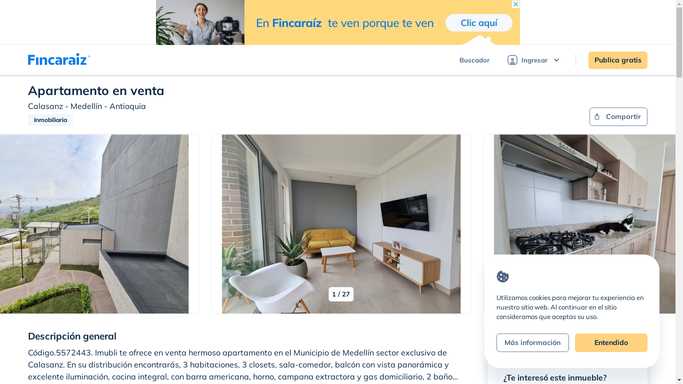 En Fincaraíz te ven porque te ven
Clic aquí
Fincaraiz
Buscador
Ingresar
Publica gratis
Apartamento en venta
Calasanz - Medellín - Antioquia
Inmobiliaria
Compartir
1 / 27
Utilizamos cookies para mejorar tu experiencia en
nuestro sitio web. Al continuar en el sitio
consideramos que aceptas su uso.
Más información
Entendido
Descripción general
Código.5572443. Imubli te ofrece en venta hermoso apartamento en el Municipio de Medellín sector exclusivo de
Calasanz. En su distribución encontrarás, 3 habitaciones, 3 closets, sala-comedor, balcón con vista panorámica y
excelente iluminación, cocina integral, con barra americana, horno, campana extractora y gas domiciliario, 2 baño...
¿Te interesó este inmueble?